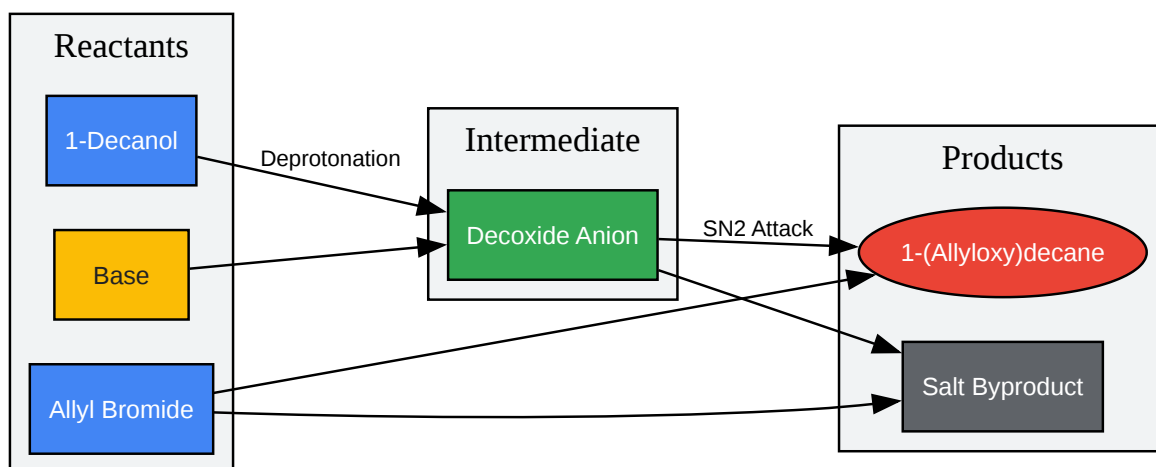 Reactants
1-Decanol
Deprotonation
Base
Allyl Bromide
Intermediate
Decoxide Anion
SN2 Attack
Products
1-(Allyloxy)decane
Salt Byproduct